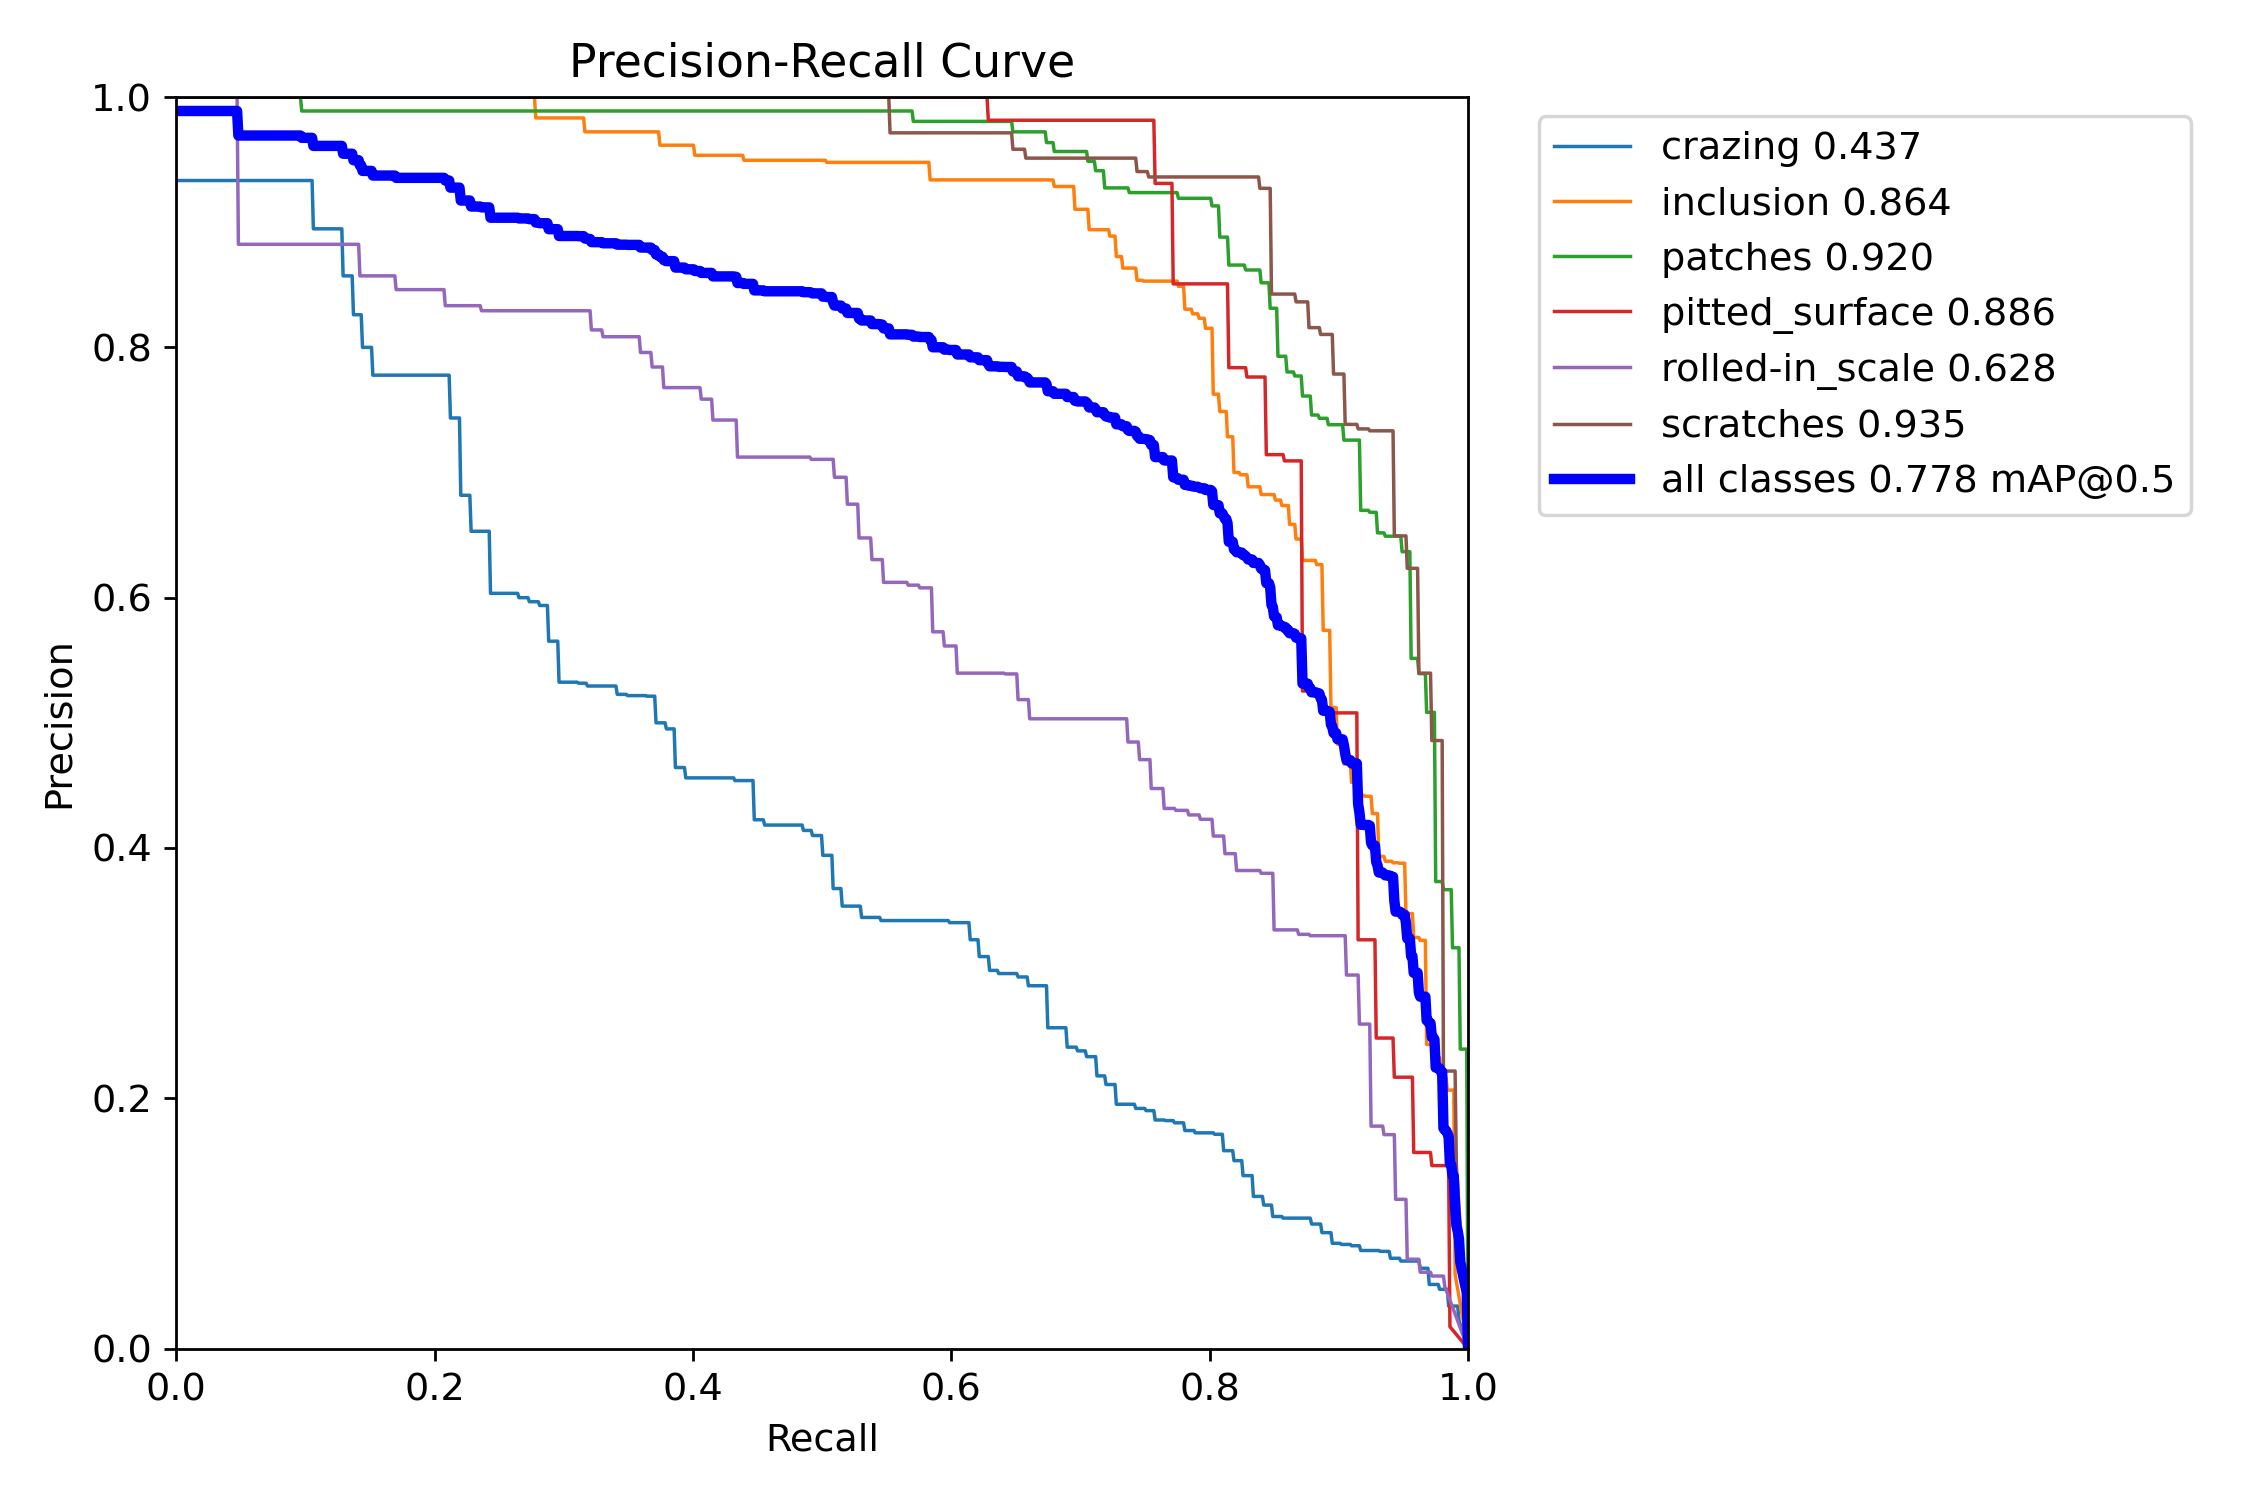 Precision-Recall Curve
1.0
0.8
0.6
0.4
0.2
0.0
Precision
0.0 0.2 0.4 0.6 0.8 1.0
Recall
crazing 0.437
inclusion 0.864
patches 0.920
pitted_surface 0.886
rolled-in_scale 0.628
scratches 0.935
all classes 0.778 mAP@0.5